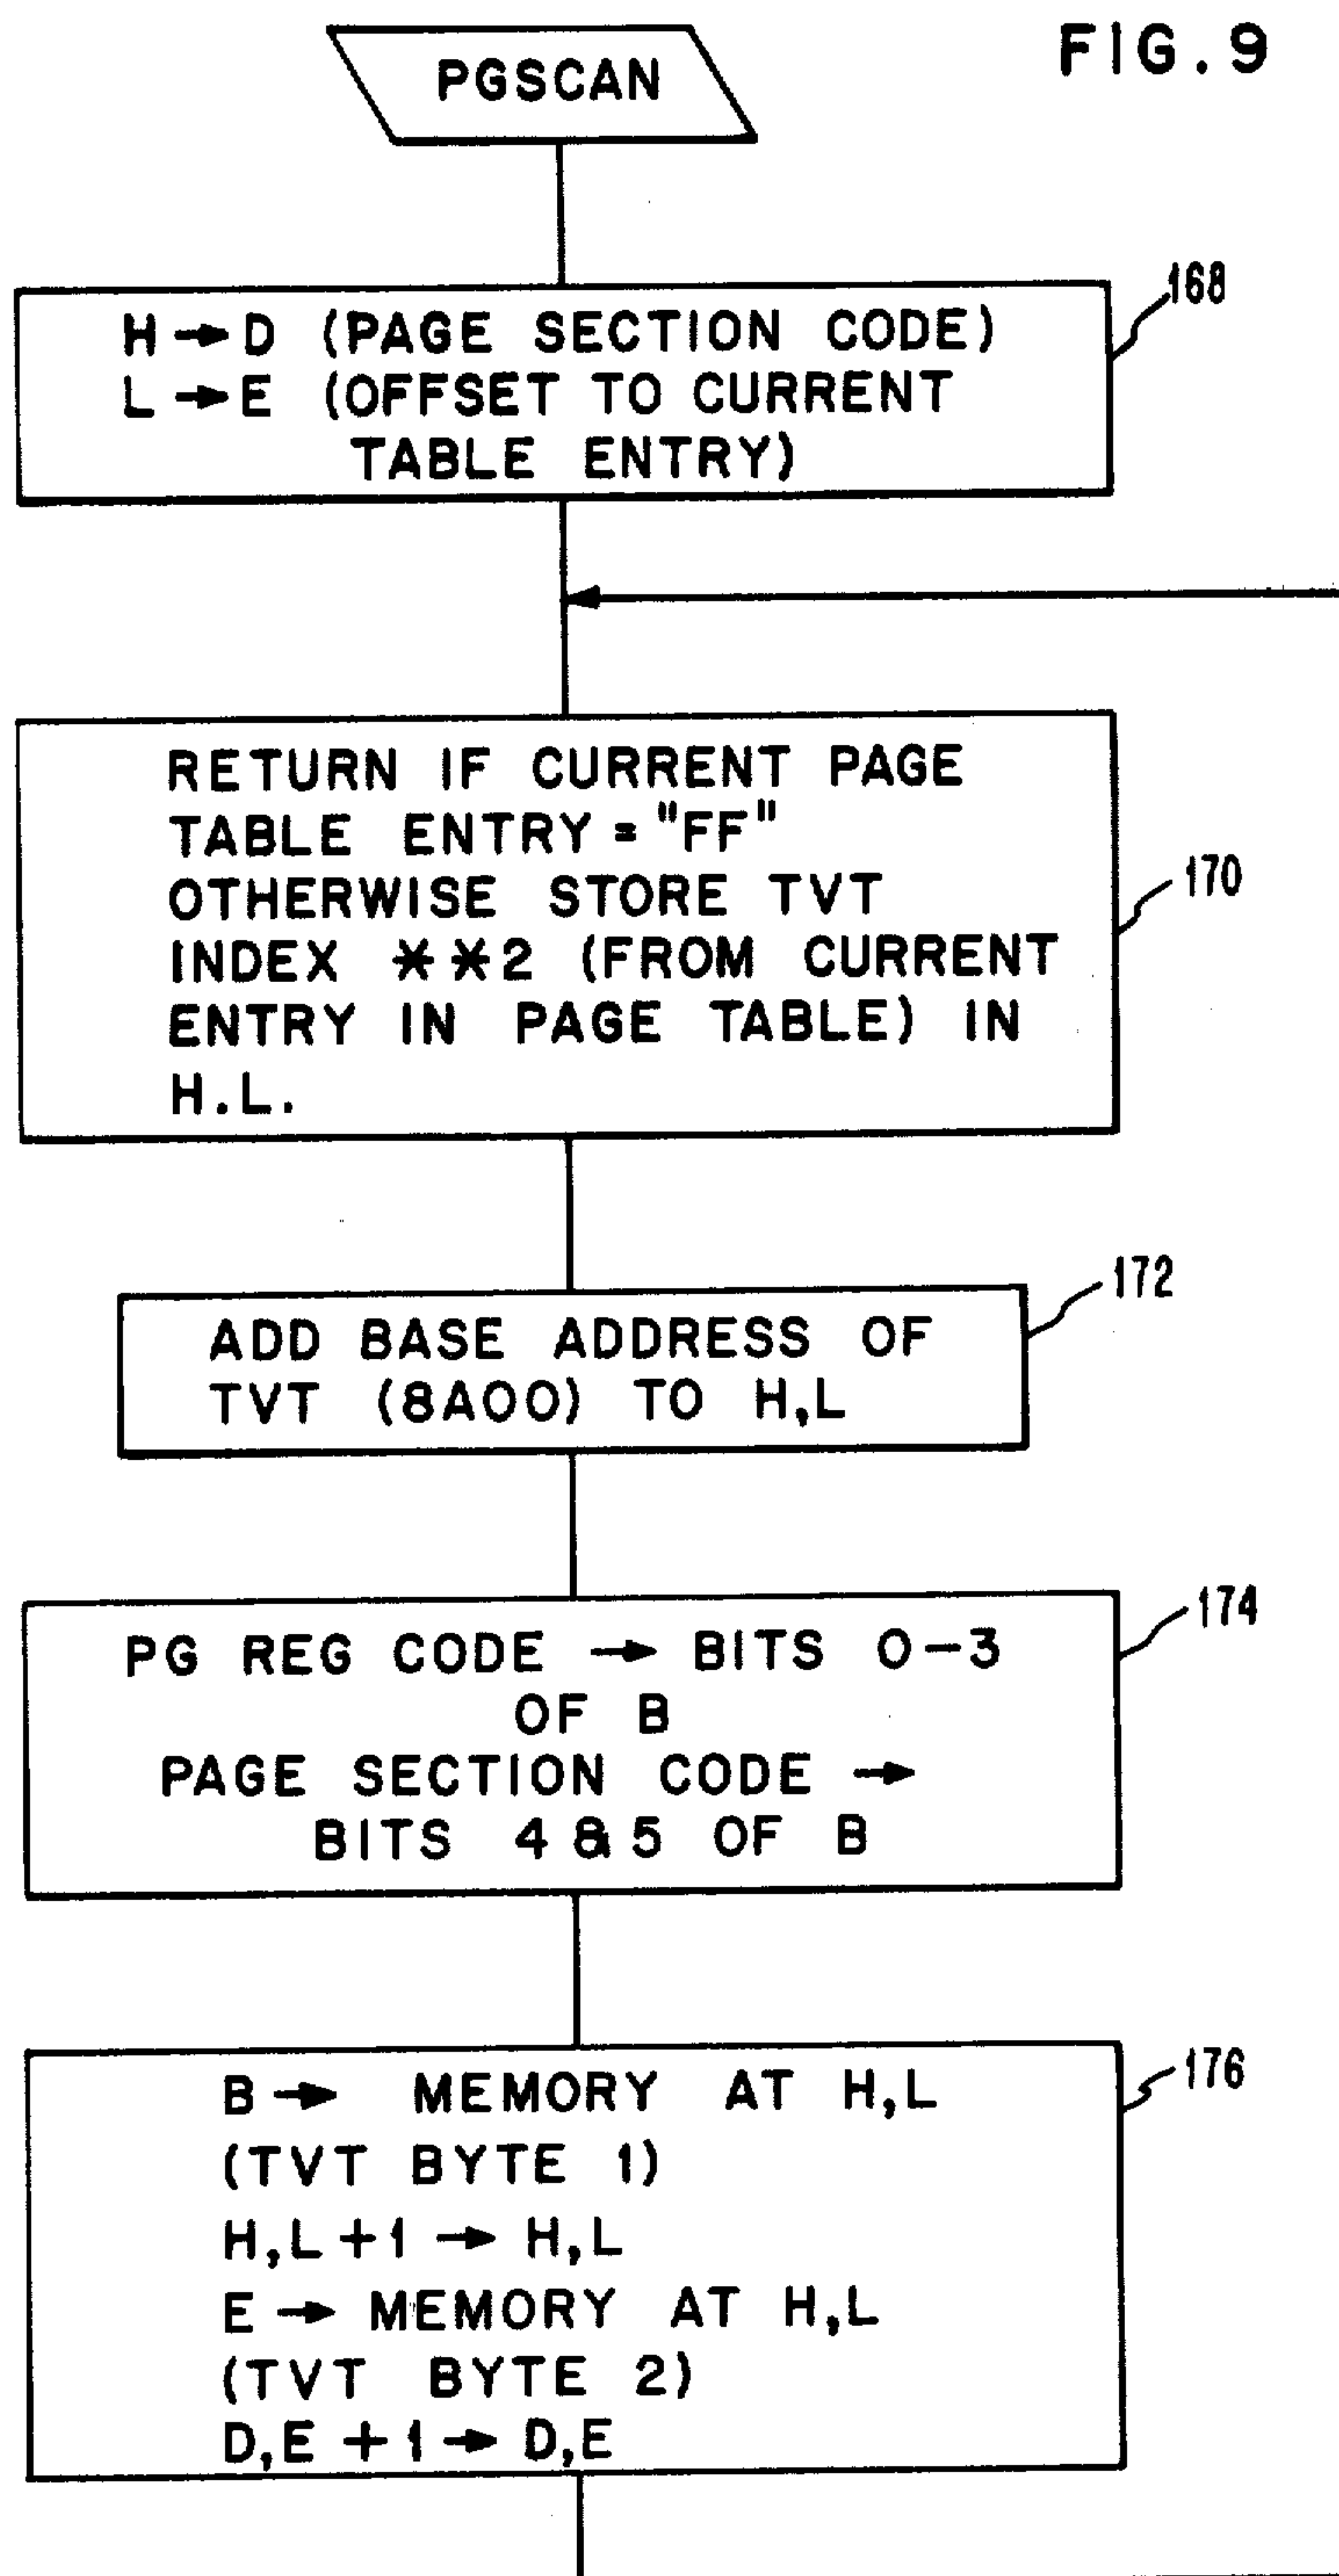 FIG. 9
PGSCAN
168
H → D (PAGE SECTION CODE)
L → E (OFFSET TO CURRENT
TABLE ENTRY)
RETURN IF CURRENT PAGE
TABLE ENTRY = "FF"
OTHERWISE STORE TVT
INDEX **2 (FROM CURRENT
ENTRY IN PAGE TABLE) IN
H.L.
170
172
ADD BASE ADDRESS OF
TVT (8A00) TO H,L
174
PG REG CODE → BITS 0-3
OF B
PAGE SECTION CODE →
BITS 4 & 5 OF B
176
B → MEMORY AT H,L
(TVT BYTE 1)
H,L + 1 → H,L
E → MEMORY AT H,L
(TVT BYTE 2)
D,E + 1 → D,E